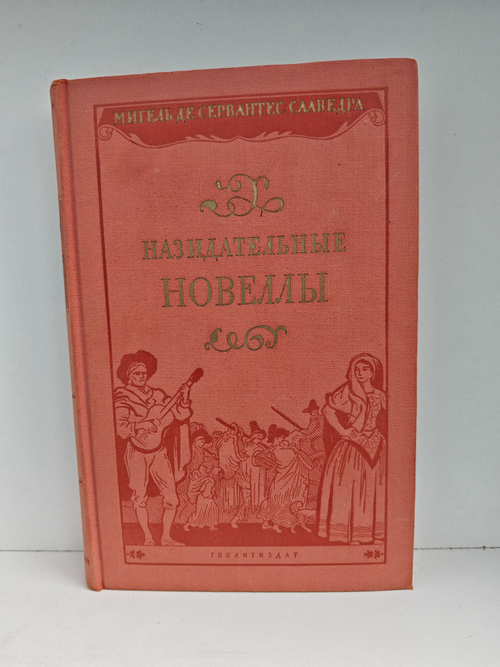 МИГЕЛЬ ДЕ СЕРВАНТЕС СААВЕДРА
НАЗИДАТЕЛЬНЫЕ
НОВЕЛЛЫ
ГОСЛИТИЗДАТ